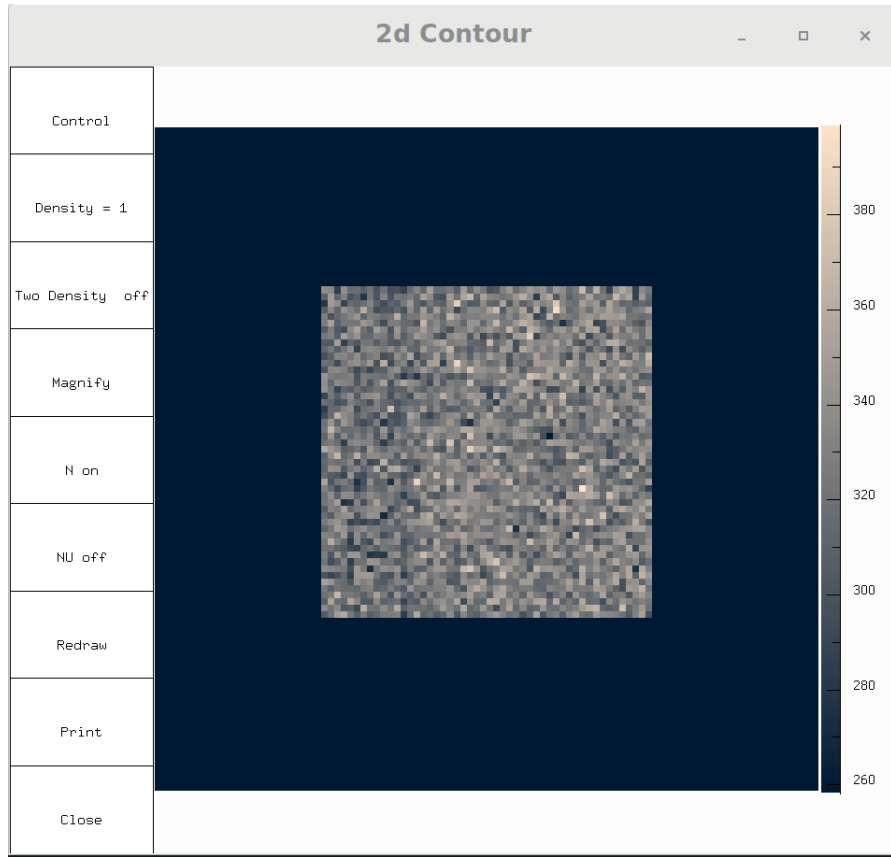 2d Contour
Control
Density = 1
Two Density  off
Magnify
N on
NU off
Redraw
Print
Close
380
360
340
320
300
280
260